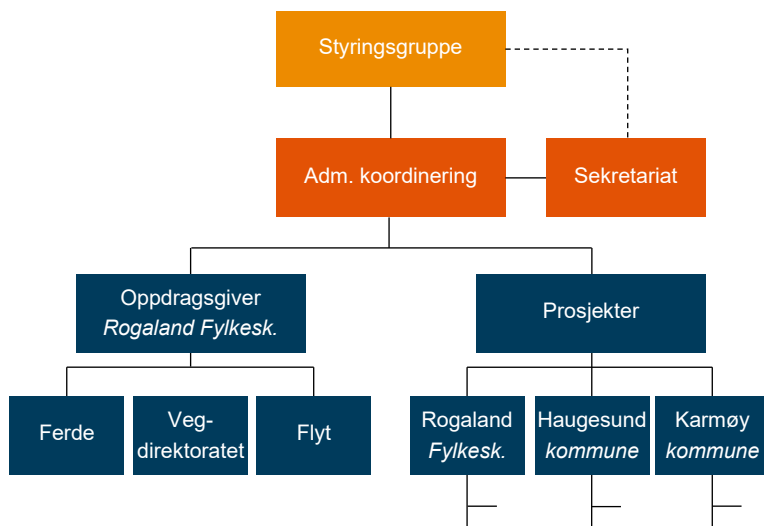 Styringsgruppe
Adm. koordinering
Sekretariat
Oppdragsgiver
Rogaland Fylkesk.
Prosjekter
Ferde
Veg-
direktoratet
Flyt
Rogaland
Fylkesk.
Haugesund
kommune
Karmøy
kommune